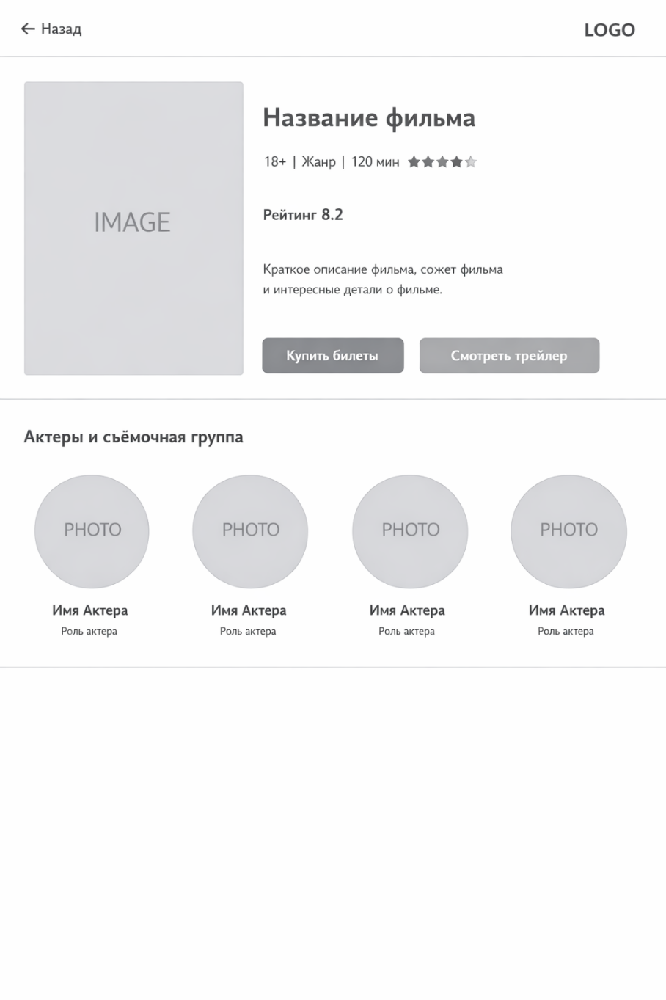 ← Назад
LOGO
IMAGE
Название фильма
18+ | Жанр | 120 мин
Рейтинг 8.2
Краткое описание фильма, сожет фильма
и интересные детали о фильме.
Купить билеты
Смотреть трейлер
Актеры и съёмочная группа
PHOTO PHOTO PHOTO PHOTO
Имя Актера Имя Актера Имя Актера Имя Актера
Роль актера Роль актера Роль актера Роль актера